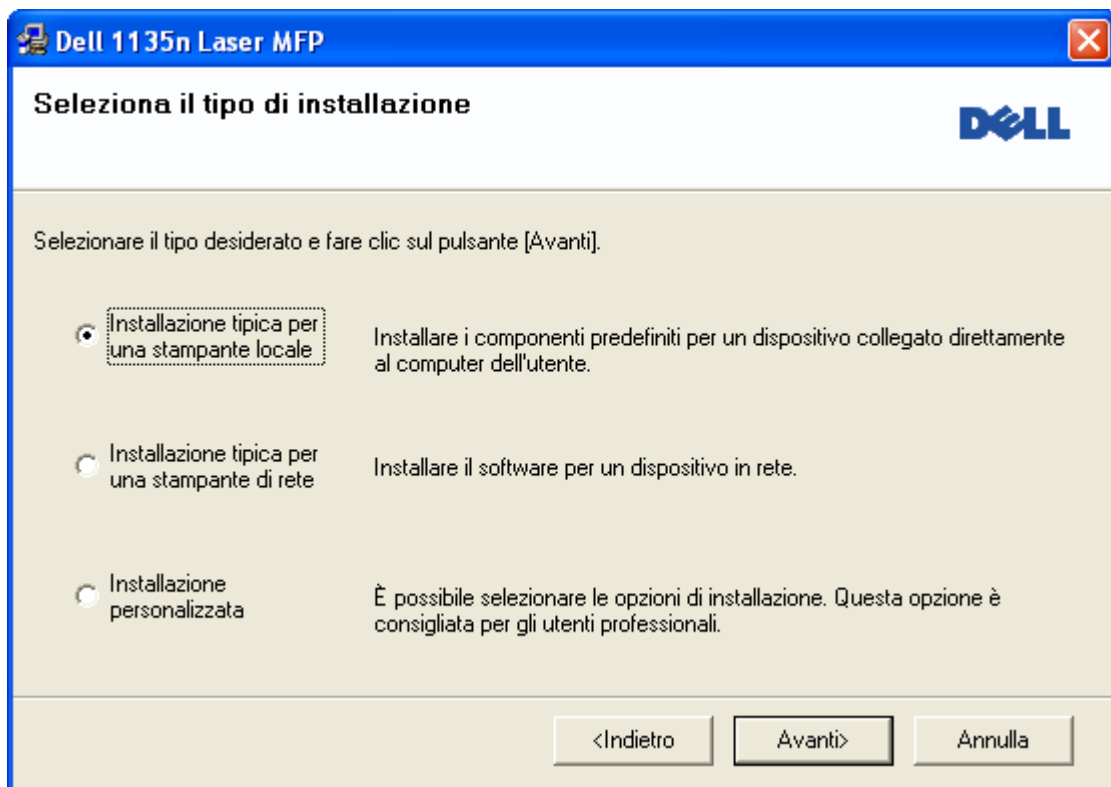 Dell 1135n Laser MFP
Seleziona il tipo di installazione
DELL
Selezionare il tipo desiderato e fare clic sul pulsante [Avanti].
Installazione tipica per
una stampante locale
Installare i componenti predefiniti per un dispositivo collegato direttamente
al computer dell'utente.
Installazione tipica per
una stampante di rete
Installare il software per un dispositivo in rete.
Installazione
personalizzata
È possibile selezionare le opzioni di installazione. Questa opzione è
consigliata per gli utenti professionali.
<Indietro
Avanti>
Annulla